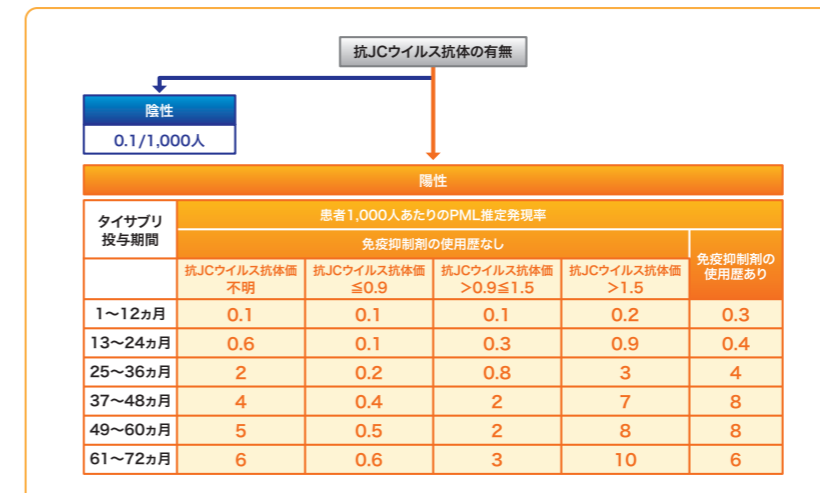 抗JCウイルス抗体の有無
陰性
0.1/1,000人
陽性
タイサブリ
投与期間
患者1,000人あたりのPML推定発現率
免疫抑制剤の使用歴なし
免疫抑制剤の
使用歴あり
抗JCウイルス抗体価
不明
抗JCウイルス抗体価
≦0.9
抗JCウイルス抗体価
>0.9≦1.5
抗JCウイルス抗体価
>1.5
1〜12ヵ月 0.1 0.1 0.1 0.2 0.3
13〜24ヵ月 0.6 0.1 0.3 0.9 0.4
25〜36ヵ月 2 0.2 0.8 3 4
37〜48ヵ月 4 0.4 2 7 8
49〜60ヵ月 5 0.5 2 8 8
61〜72ヵ月 6 0.6 3 10 6